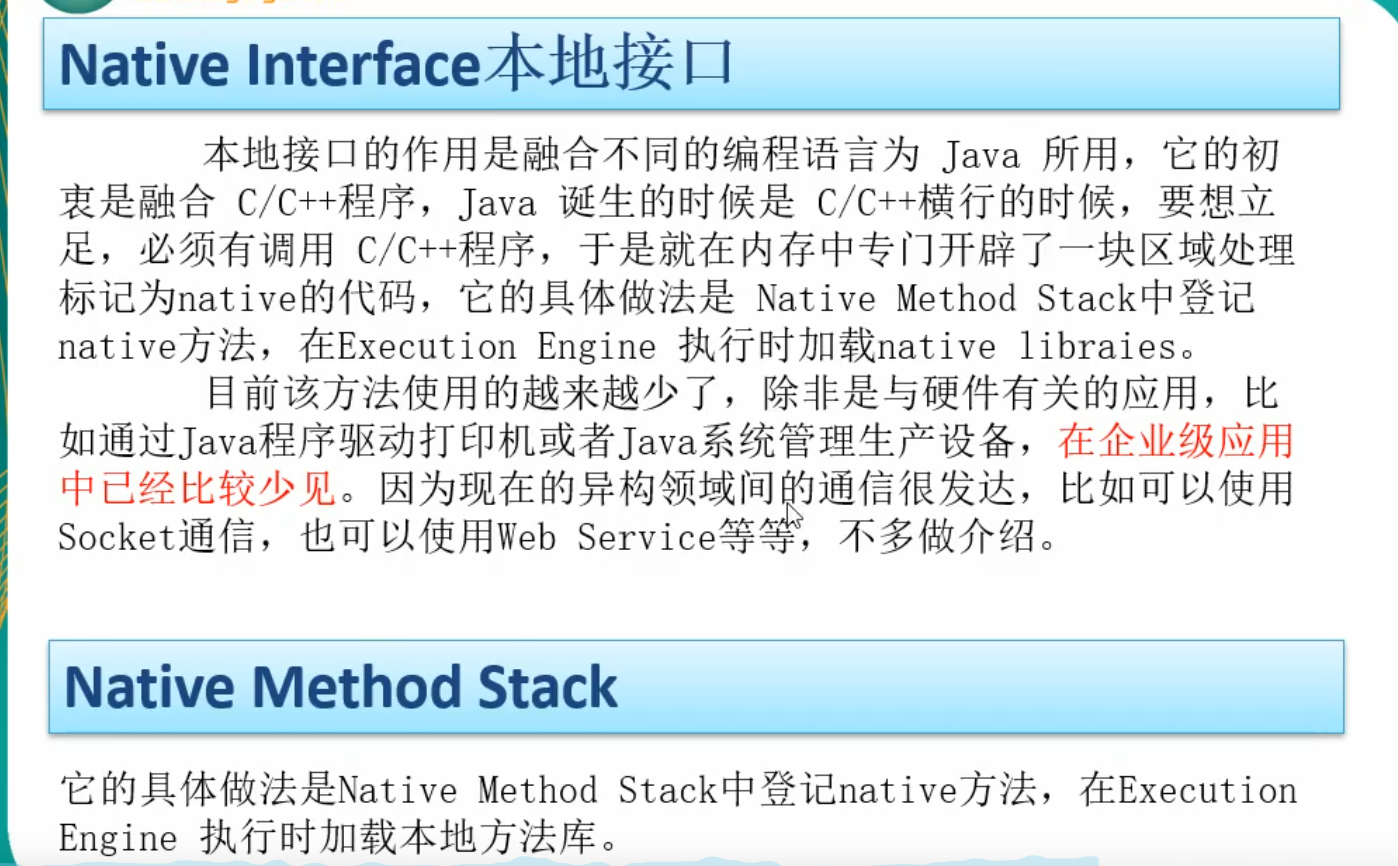 Native Interface本地接口
本地接口的作用是融合不同的编程语言为 Java 所用，它的初
衷是融合 C/C++程序，Java 诞生的时候是 C/C++横行的时候，要想立
足，必须有调用 C/C++程序，于是就在内存中专门开辟了一块区域处理
标记为native的代码，它的具体做法是 Native Method Stack中登记
native方法，在Execution Engine 执行时加载native libraies。
目前该方法使用的越来越少了，除非是与硬件有关的应用，比
如通过Java程序驱动打印机或者Java系统管理生产设备，在企业级应用
中已经比较少见。因为现在的异构领域间的通信很发达，比如可以使用
Socket通信，也可以使用Web Service等等，不多做介绍。
Native Method Stack
它的具体做法是Native Method Stack中登记native方法，在Execution
Engine 执行时加载本地方法库。